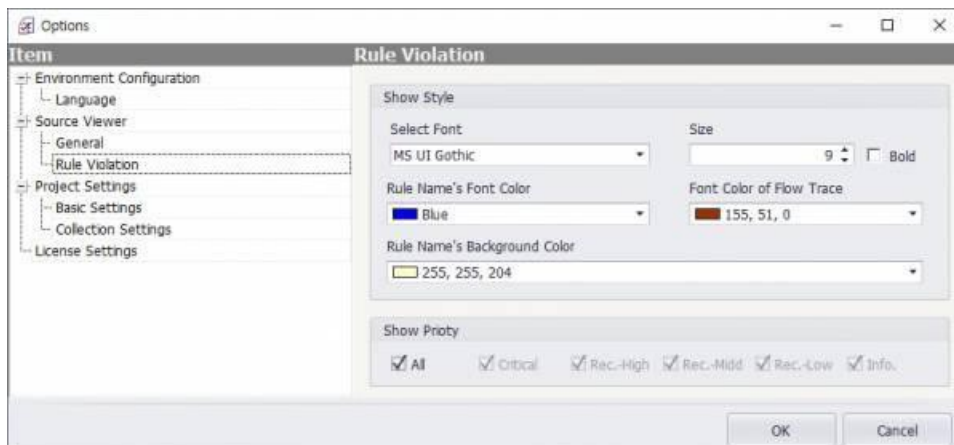 Options
Item
Rule Violation
Environment Configuration
Language
Source Viewer
General
Rule Violation
Project Settings
Basic Settings
Collection Settings
License Settings
Show Style
Select Font
Size
MS UI Gothic
9
Bold
Rule Name's Font Color
Font Color of Flow Trace
Blue
155, 51, 0
Rule Name's Background Color
255, 255, 204
Show Prioty
All
Critical
Rec.-High
Rec.-Midd
Rec.-Low
Info.
OK
Cancel